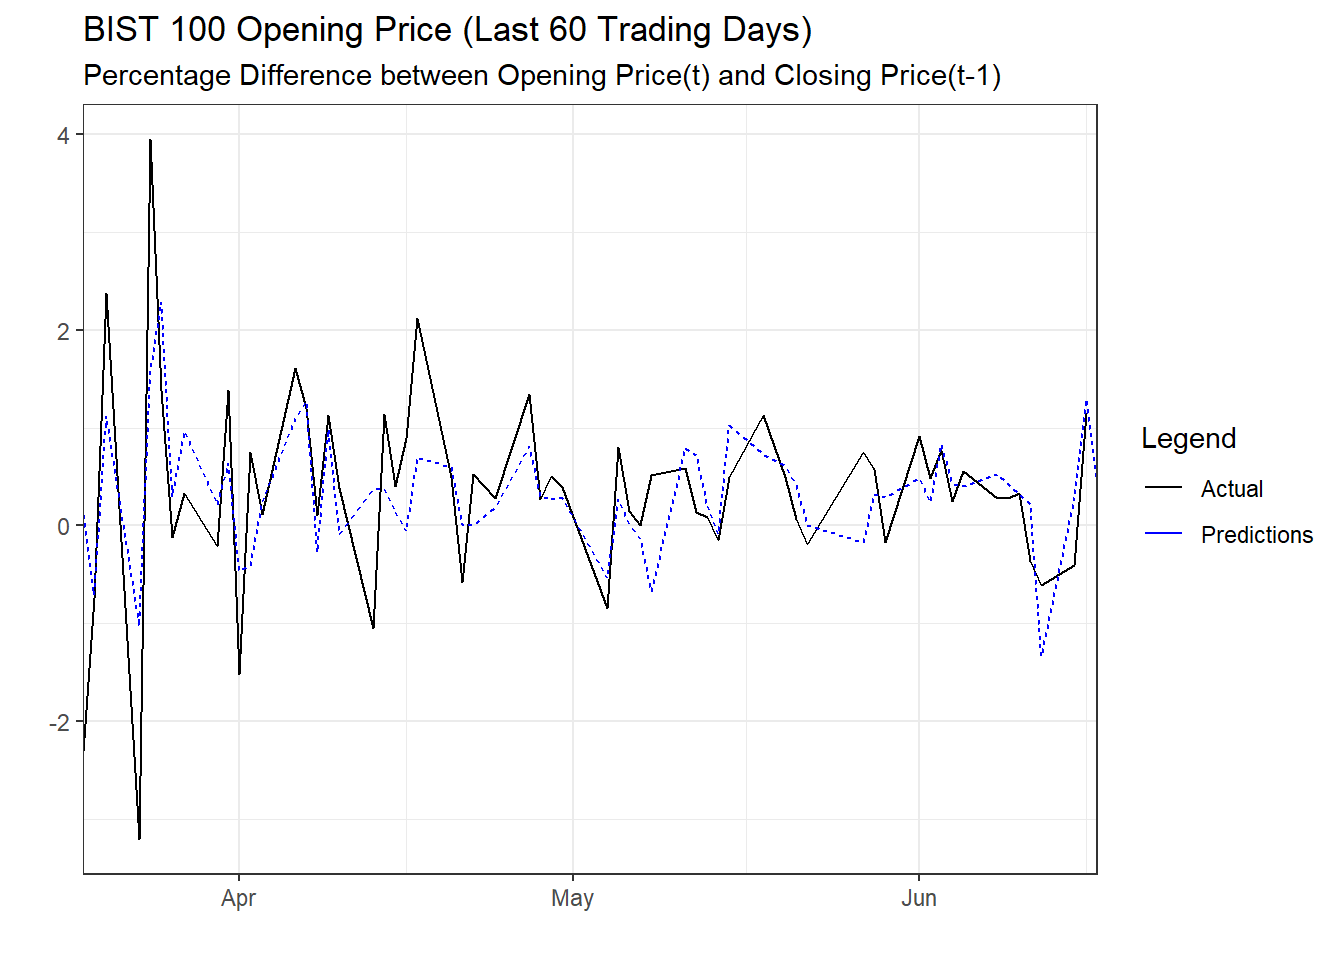 BIST 100 Opening Price (Last 60 Trading Days)
Percentage Difference between Opening Price(t) and Closing Price(t-1)
4
2
0
-2
Apr
May
Jun
Legend
Actual
Predictions